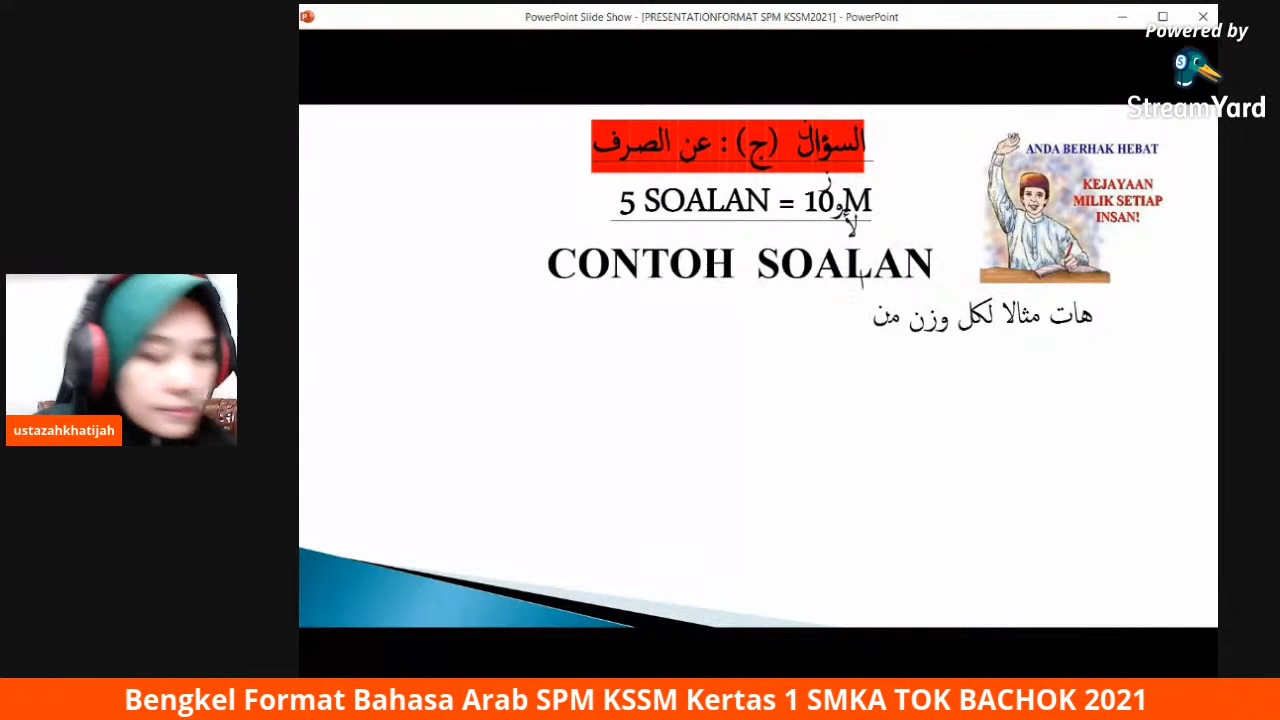 PowerPoint Slide Show - [PRESENTATIONFORMAT SPM KSSM2021] - PowerPoint
Powered by
StreamYard
السؤال (ج) : عن الصرف
5 SOALAN = 10 M
CONTOH SOALAN
ANDA BERHAK HEBAT
KEJAYAAN
MILIK SETIAP
INSAN!
هات مثالا لكل وزن من
ustazahkhatijah
Bengkel Format Bahasa Arab SPM KSSM Kertas 1 SMKA TOK BACHOK 2021